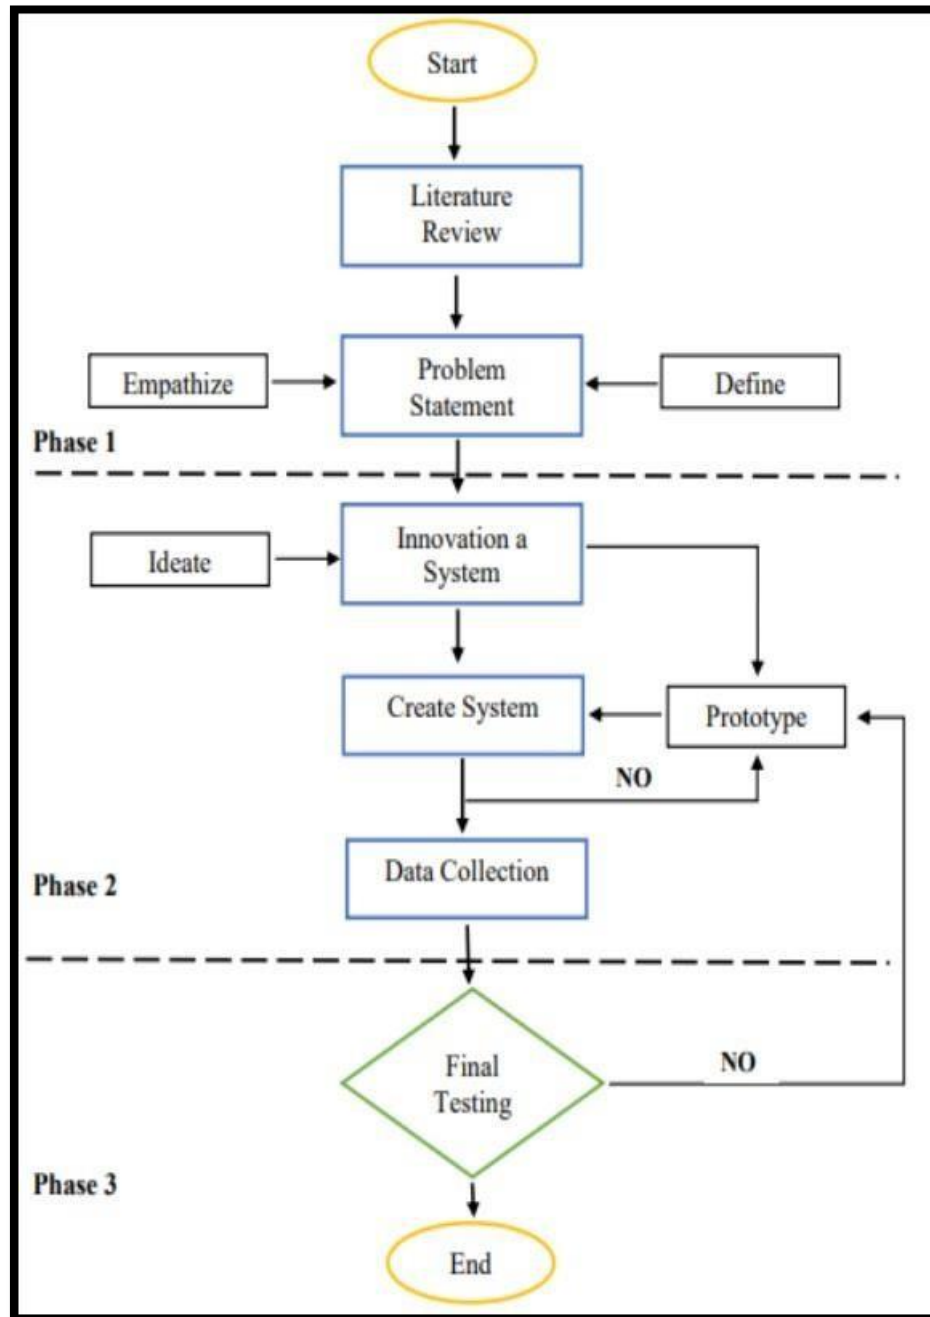 Start
Literature
Review
Empathize
Problem
Statement
Define
Phase 1
Ideate
Innovation a
System
Create System
Prototype
NO
Data Collection
Phase 2
Final
Testing
NO
Phase 3
End